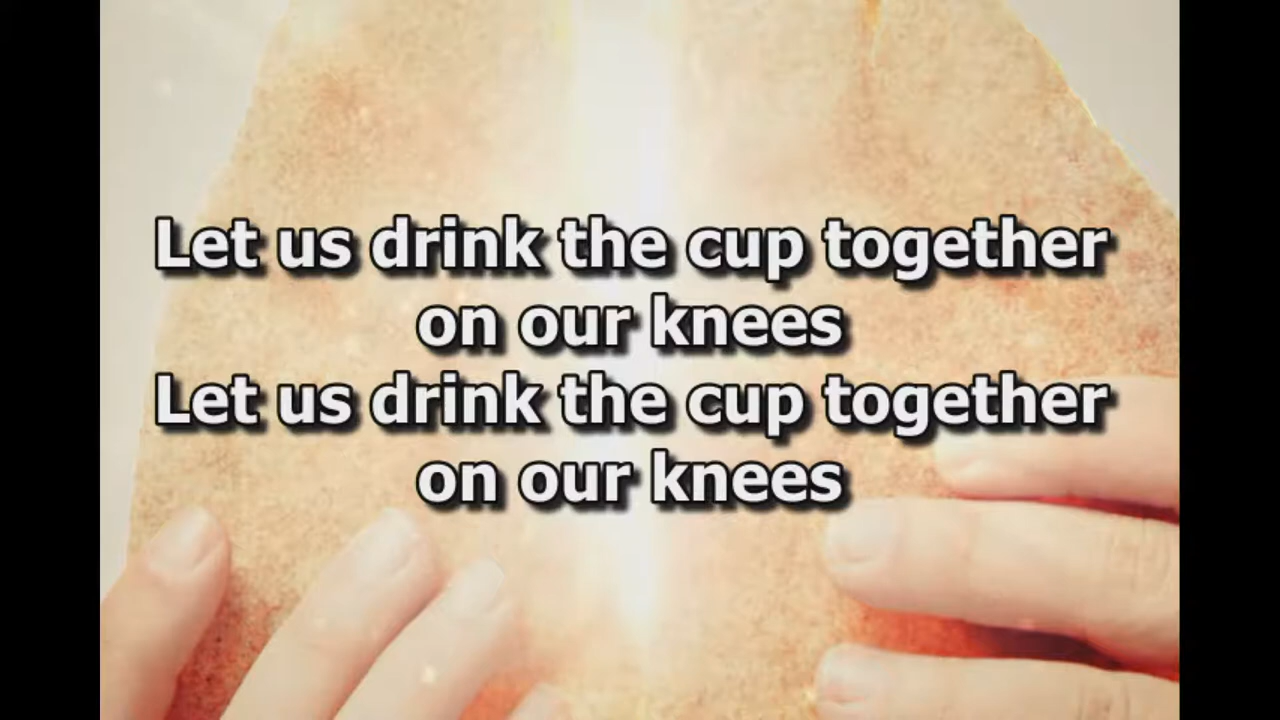 Let us drink the cup together
on our knees
Let us drink the cup together
on our knees